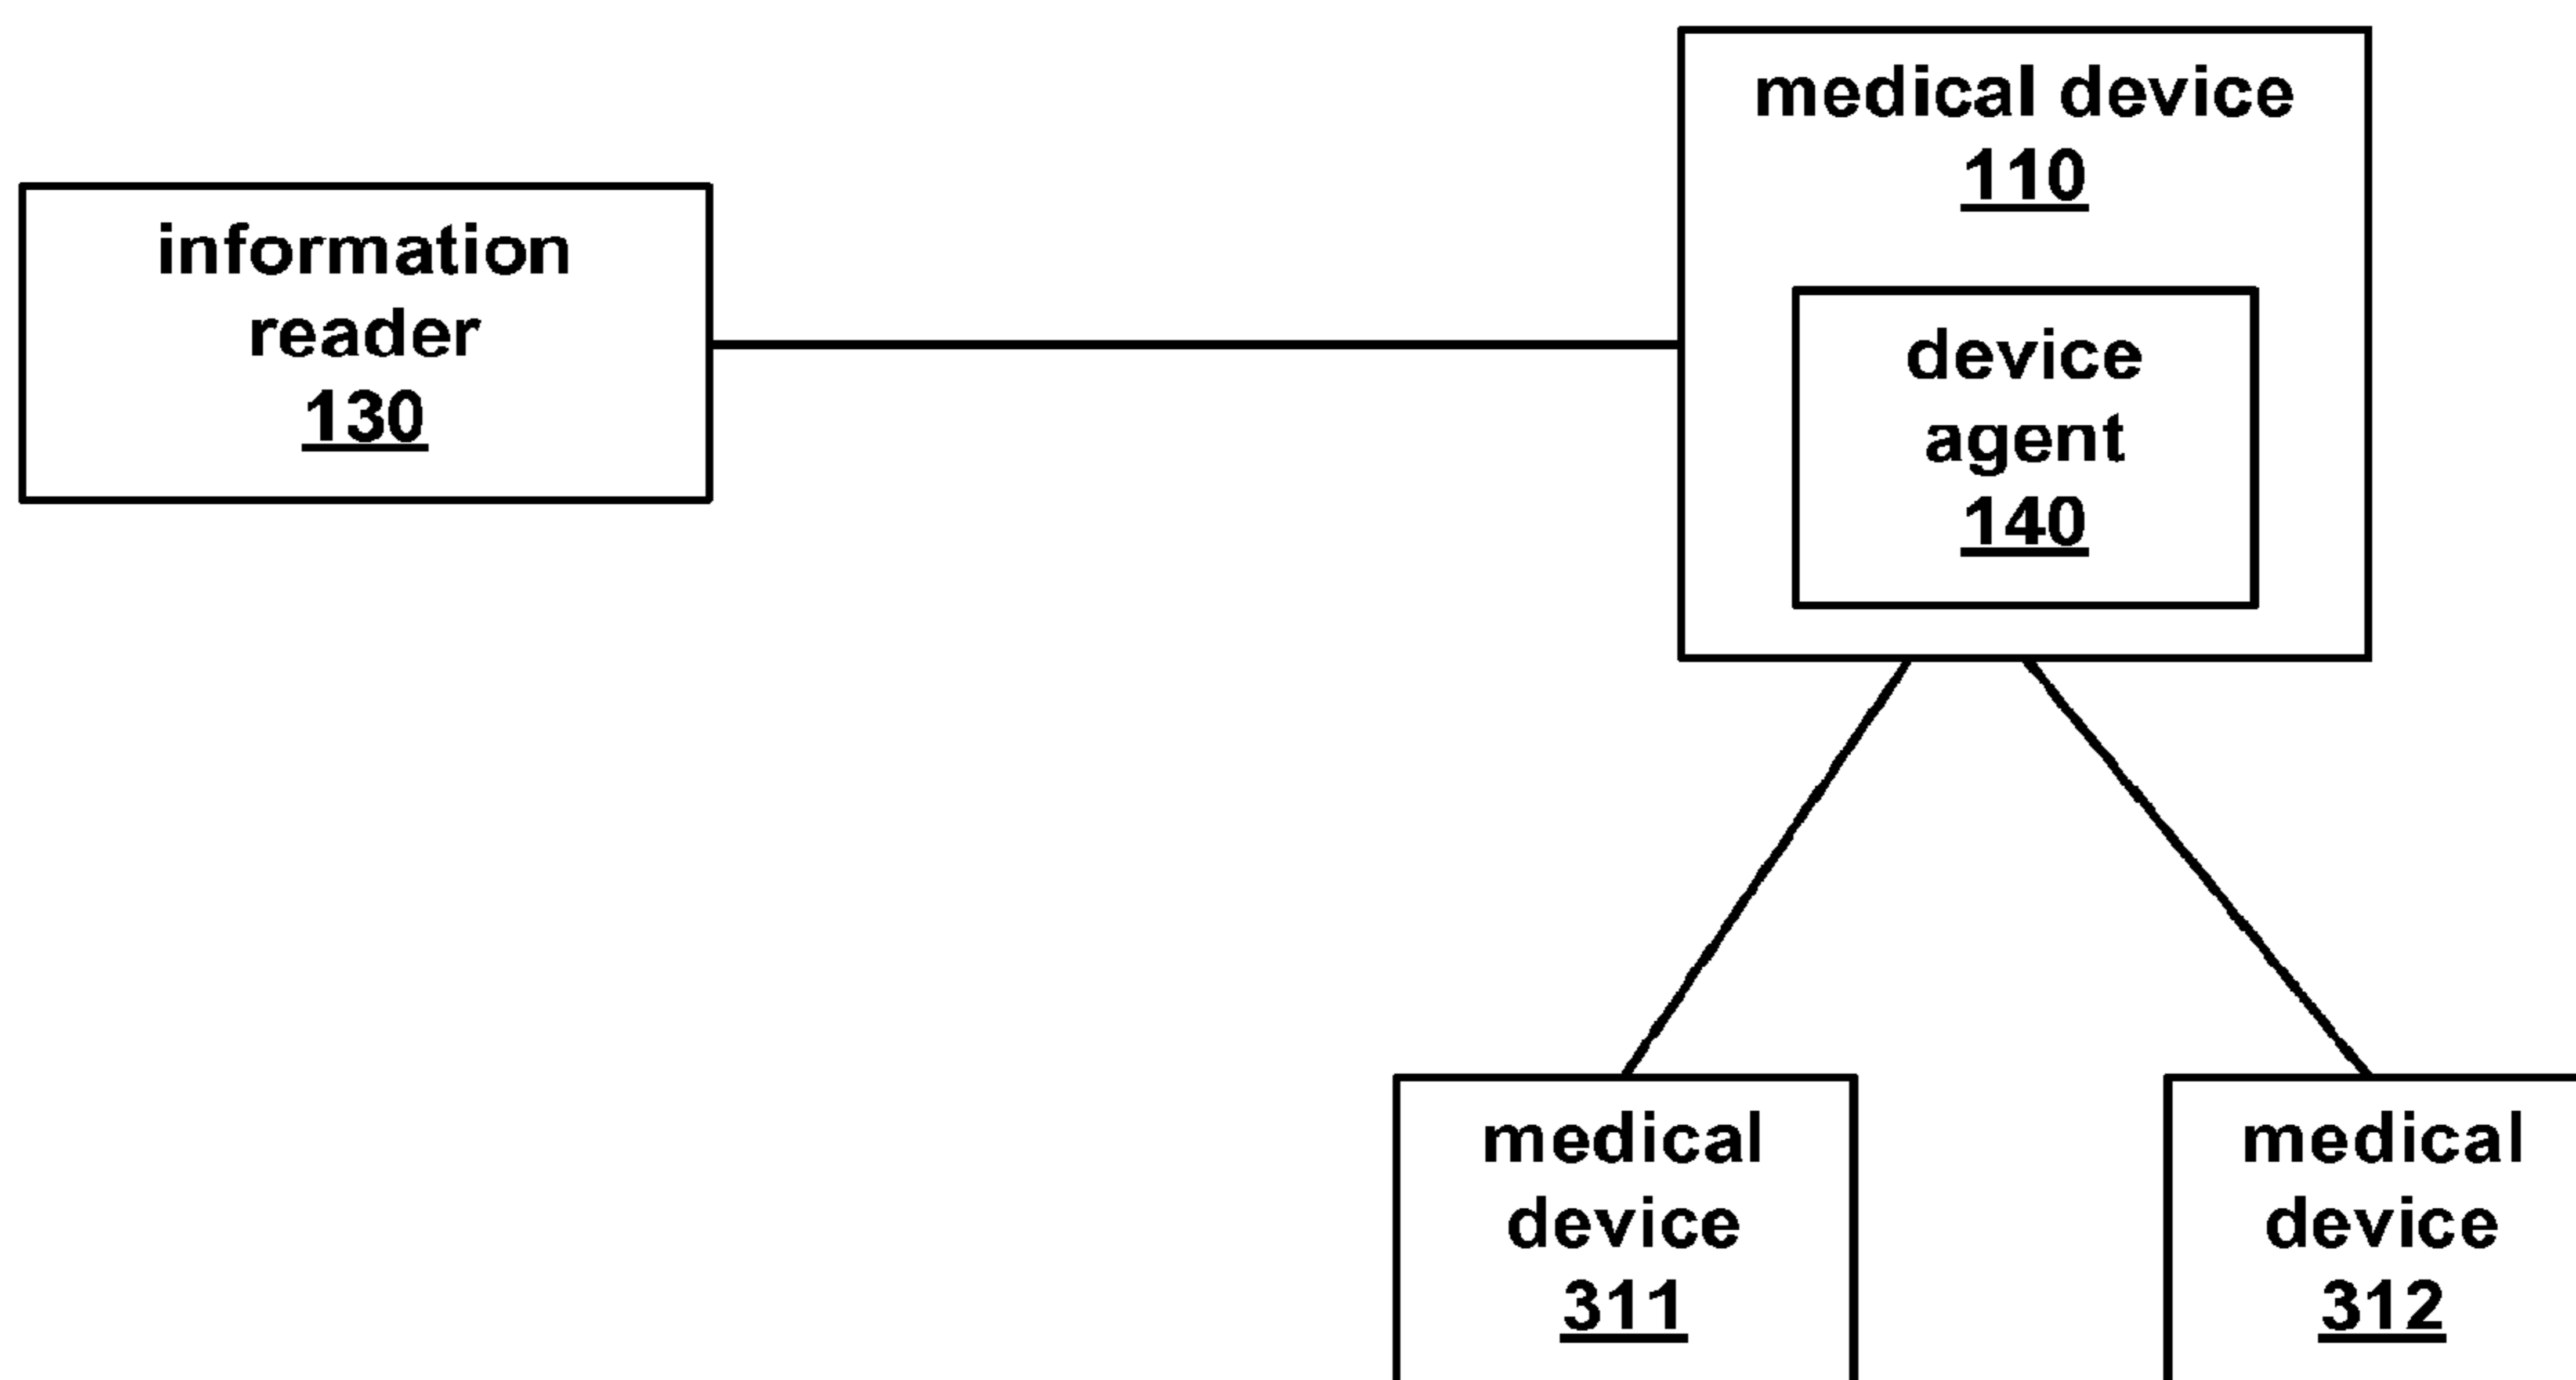 medical device
110
information
reader
130
device
agent
140
medical
device
311
medical
device
312